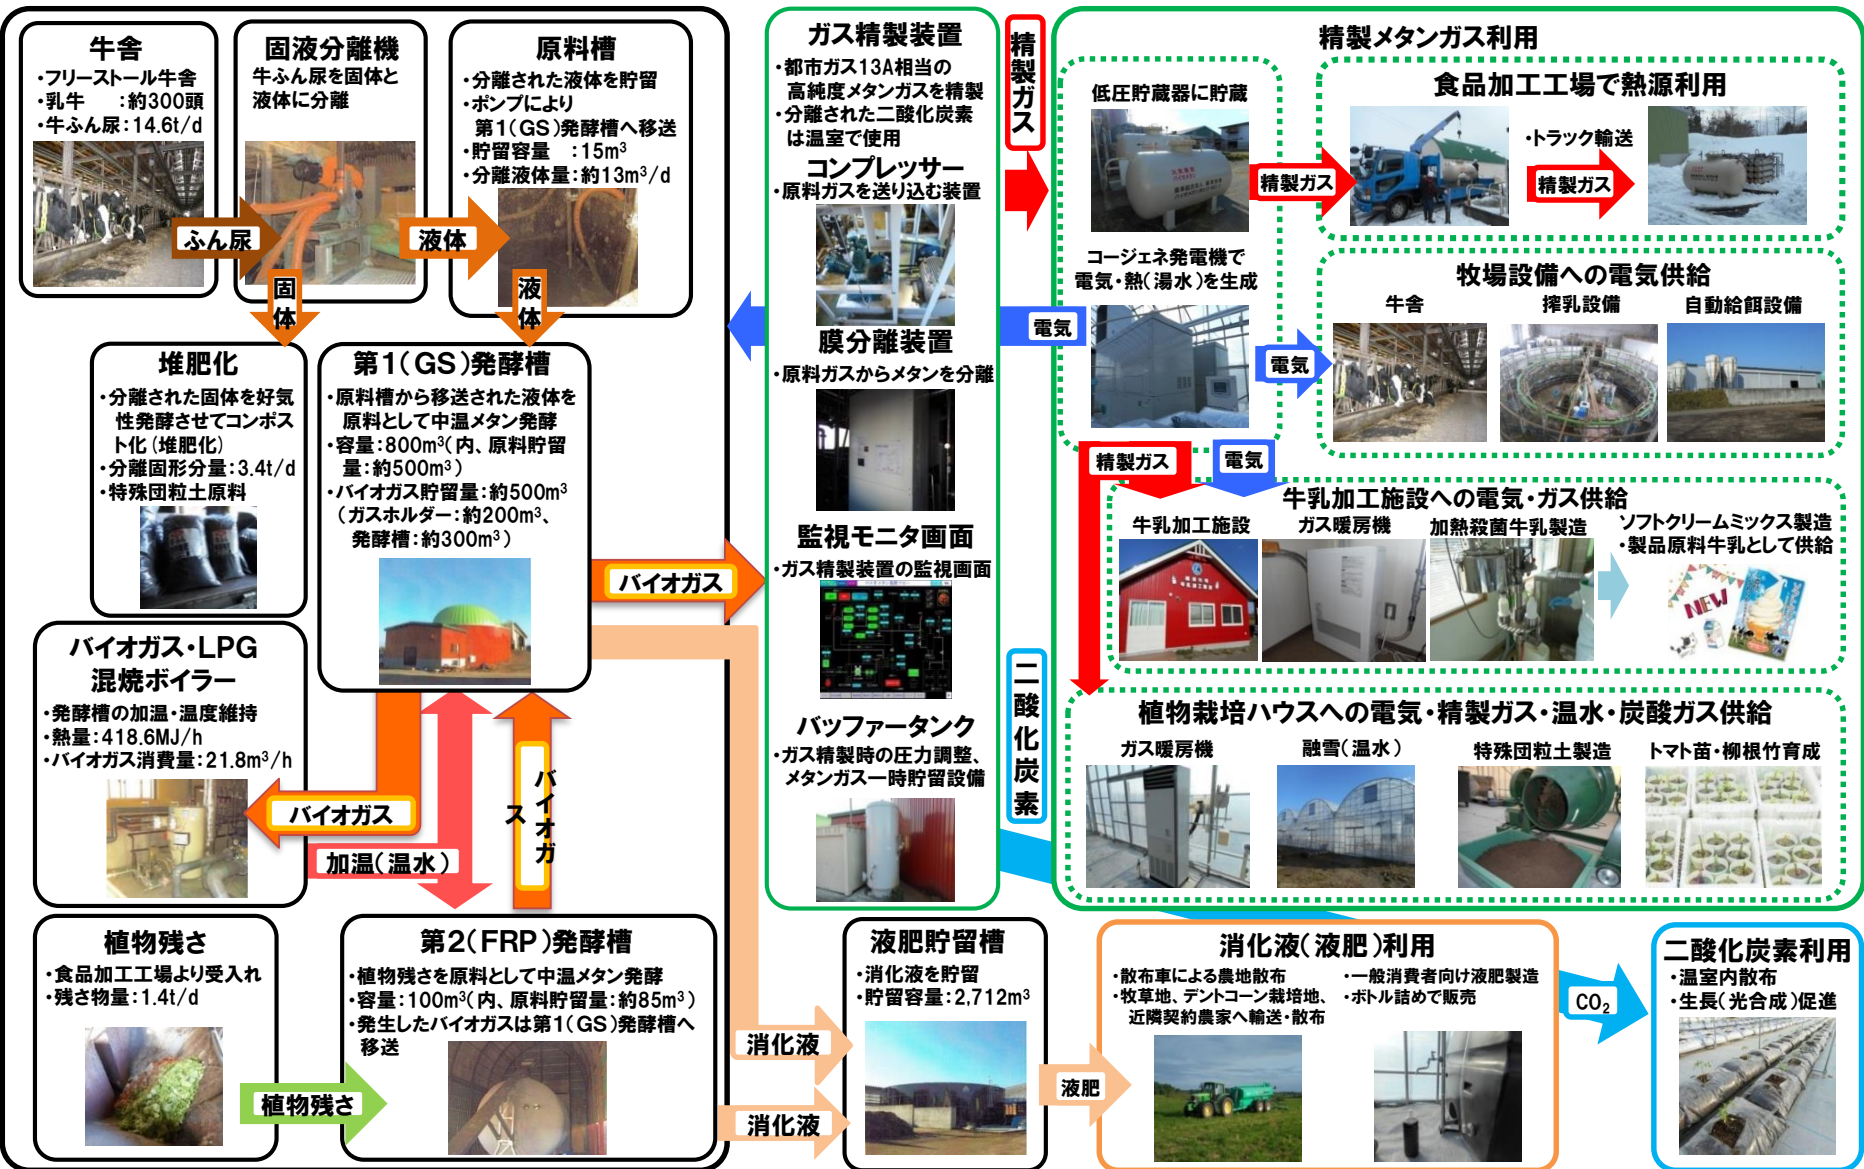 牛舎
・フリーストール牛舎
・乳牛　：約300頭
・牛ふん尿：14.6t/d
ふん尿
固液分離機
牛ふん尿を固体と
液体に分離
液体
固体
原料槽
・分離された液体を貯留
・ポンプにより
第1(GS)発酵槽へ移送
・貯留容量　：15m³
・分離液体量：約13m³/d
液体
堆肥化
・分離された固体を好気
性発酵させてコンポス
ト化（堆肥化）
・分離固形分量：3.4t/d
・特殊団粒土原料
第1(GS)発酵槽
・原料槽から移送された液体を
原料として中温メタン発酵
・容量：800m³(内、原料貯留
量：約500m³)
・バイオガス貯留量：約500m³
(ガスホルダー：約200m³、
発酵槽：約300m³)
バイオガス
バイオガス・LPG
混焼ボイラー
・発酵槽の加温・温度維持
・熱量：418.6MJ/h
・バイオガス消費量：21.8m³/h
バイオガス
加温(温水)
バイオガス
植物残さ
・食品加工工場より受入れ
・残さ物量：1.4t/d
植物残さ
第2(FRP)発酵槽
・植物残さを原料として中温メタン発酵
・容量：100m³(内、原料貯留量：約85m³)
・発生したバイオガスは第1(GS)発酵槽へ
移送
消化液
消化液
ガス精製装置
・都市ガス13A相当の
高純度メタンガスを精製
・分離された二酸化炭素
は温室で使用
コンプレッサー
・原料ガスを送り込む装置
膜分離装置
・原料ガスからメタンを分離
監視モニタ画面
・ガス精製装置の監視画面
バッファータンク
・ガス精製時の圧力調整、
メタンガス一時貯留設備
精製ガス
電気
二酸化炭素
精製メタンガス利用
低圧貯蔵器に貯蔵
コージェネ発電機で
電気・熱(湯水)を生成
精製ガス
食品加工工場で熱源利用
・トラック輸送
精製ガス
電気
牧場設備への電気供給
牛舎
搾乳設備
自動給餌設備
精製ガス
電気
牛乳加工施設への電気・ガス供給
牛乳加工施設
ガス暖房機
加熱殺菌牛乳製造
ソフトクリームミックス製造
・製品原料牛乳として供給
NEW
植物栽培ハウスへの電気・精製ガス・温水・炭酸ガス供給
ガス暖房機
融雪(温水)
特殊団粒土製造
トマト苗・柳根竹育成
液肥貯留槽
・消化液を貯留
・貯留容量：2,712m³
液肥
消化液(液肥)利用
・散布車による農地散布
・牧草地、デントコーン栽培地、
近隣契約農家へ輸送・散布
・一般消費者向け液肥製造
・ボトル詰めで販売
CO₂
二酸化炭素利用
・温室内散布
・生長(光合成)促進